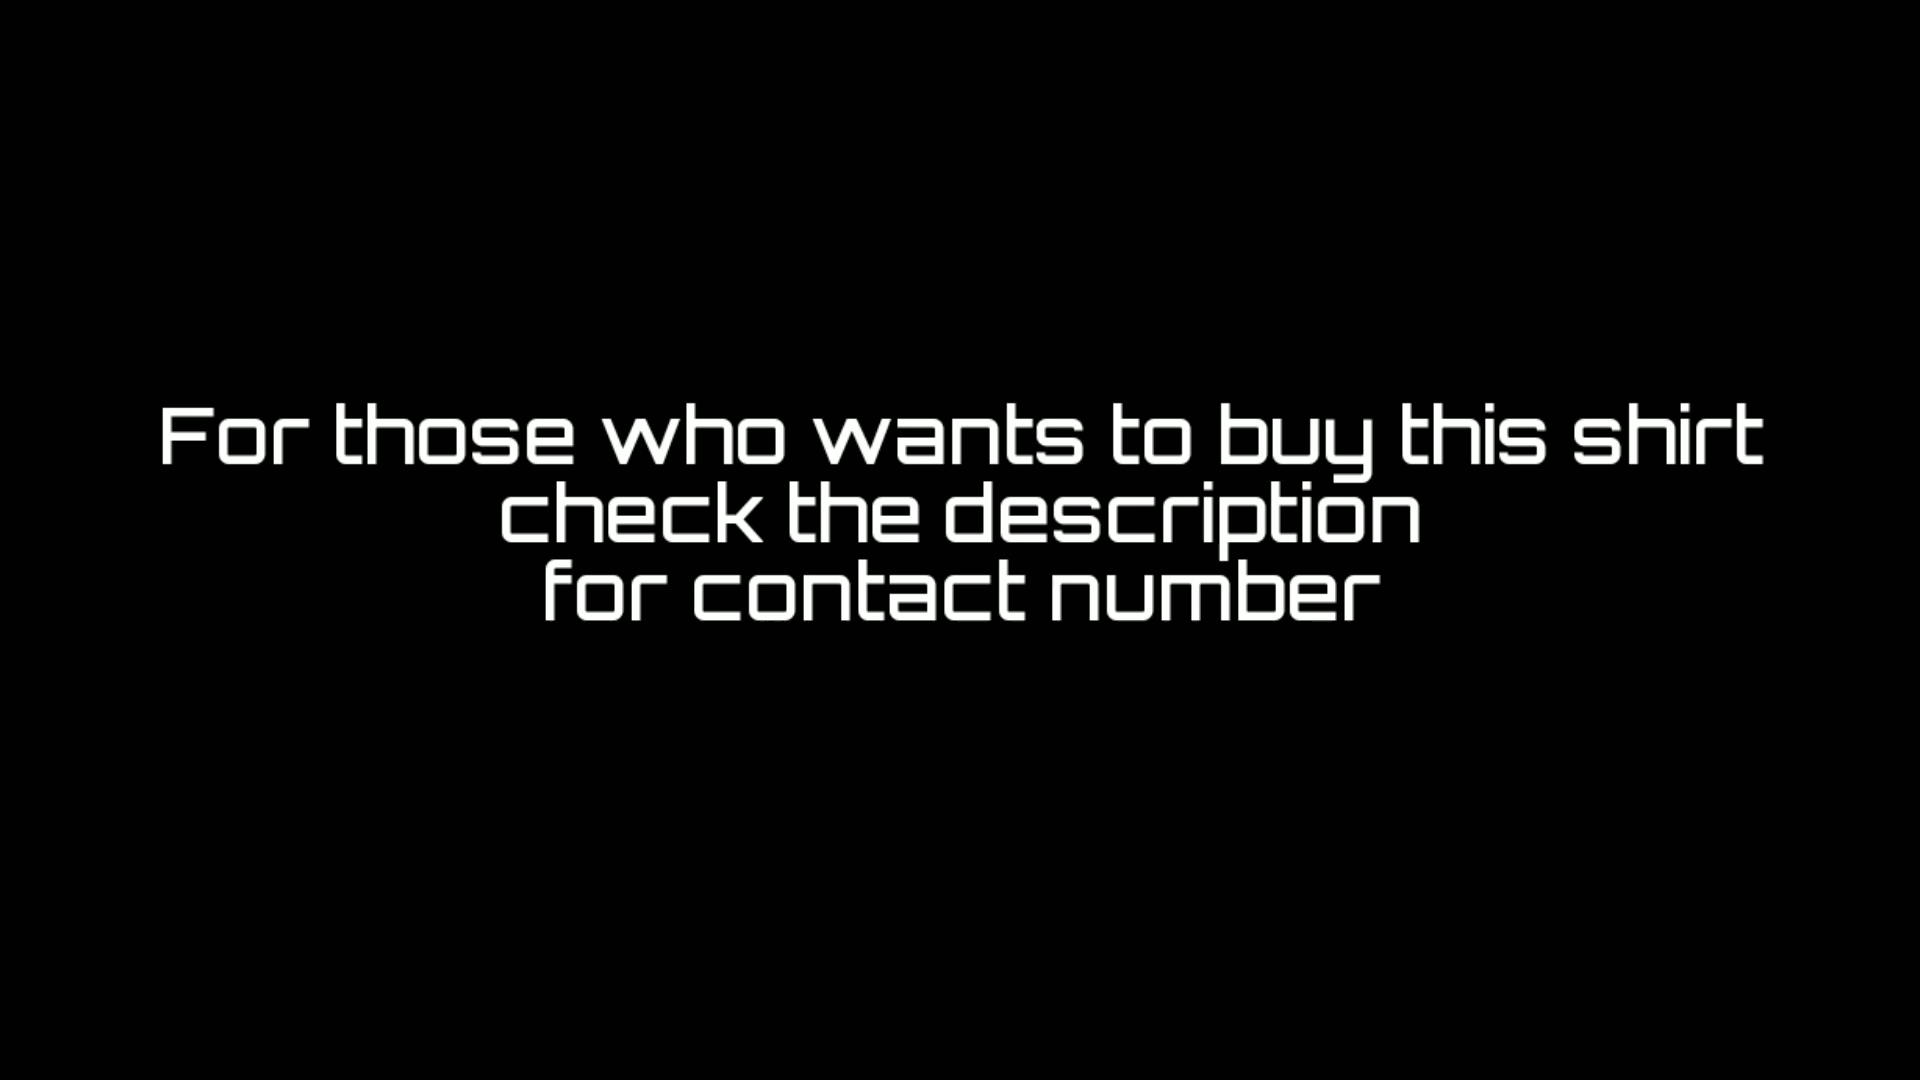 For those who wants to buy this shirt
check the description
for contact number